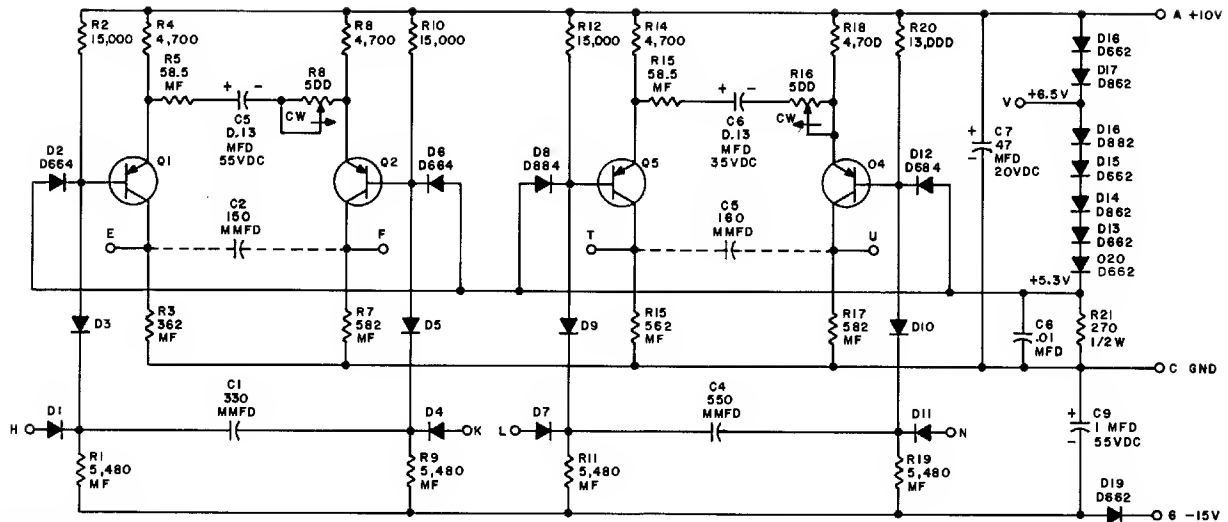 R2
15,000
R4
4,700
R5
58.5
MF
+ -
C5
D.13
MFD
55VDC
R8
5DD
CW
R8
4,700
R10
15,000
D2
D664
Q1
Q2
D6
D664
C2
150
MMFD
E
F
R3
362
MF
R7
582
MF
D3
D5
C1
330
MMFD
H
D1
D4
K
R1
5,480
MF
R9
5,480
MF
R12
15,000
R14
4,700
R15
58.5
MF
+ -
C6
D.13
MFD
35VDC
R16
5DD
CW
R18
4,70D
R20
13,DDD
D8
D884
Q5
O4
D12
D684
C5
160
MMFD
T
U
R15
562
MF
R17
582
MF
D9
D10
C4
550
MMFD
L
D7
D11
N
R11
5,480
MF
R19
5,480
MF
A +10V
D16
D662
D17
D862
V
+6.5V
+
-
C7
47
MFD
20VDC
D16
D882
D15
D662
D14
D862
D13
D662
O20
D662
+5.3V
C6
.01
MFD
R21
270
1/2W
C GND
+
-
C9
1 MFD
55VDC
D19
D662
6 -15V